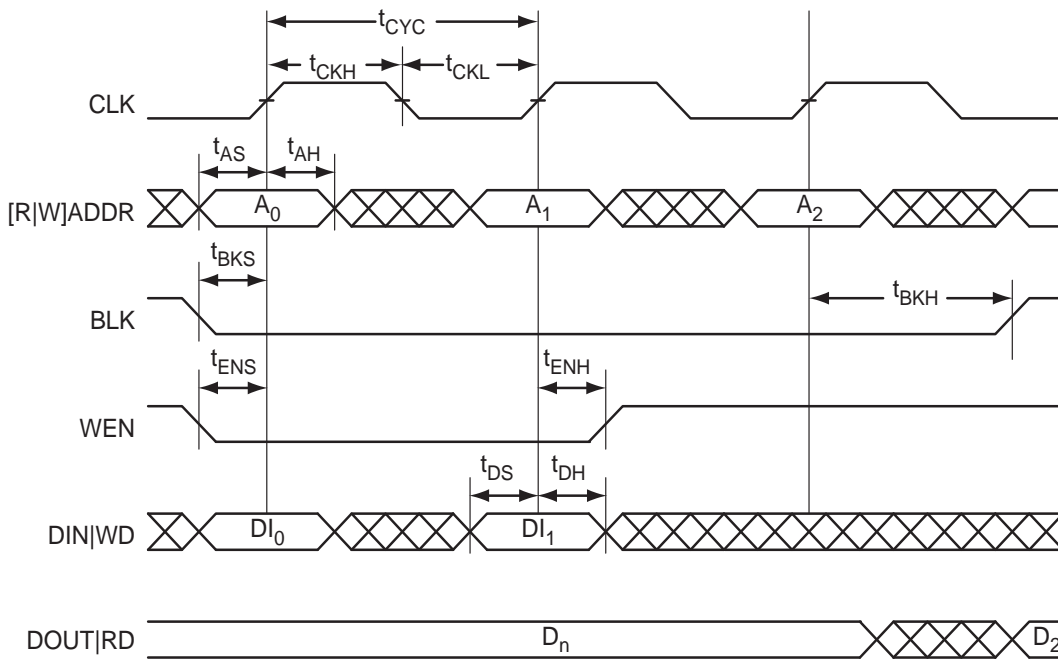 tCYC
tCKH tCKL
CLK
tAS tAH
[R|W]ADDR A0 A1 A2
tBKS tBKH
BLK
tENS tENH
WEN
tDS tDH
DIN|WD DI0 DI1
DOUT|RD Dn D2